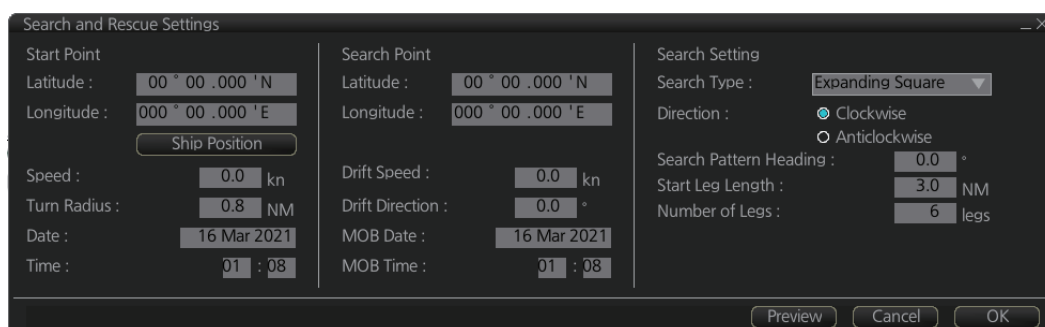 Search and Rescue Settings
Start Point
Latitude : 00 ° 00 .000 ' N
Longitude : 000 ° 00 .000 ' E
Ship Position
Speed : 0.0 kn
Turn Radius : 0.8 NM
Date : 16 Mar 2021
Time : 01 : 08
Search Point
Latitude : 00 ° 00 .000 ' N
Longitude : 000 ° 00 .000 ' E
Drift Speed : 0.0 kn
Drift Direction : 0.0 °
MOB Date : 16 Mar 2021
MOB Time : 01 : 08
Search Setting
Search Type : Expanding Square
Direction : Clockwise
Anticlockwise
Search Pattern Heading : 0.0 °
Start Leg Length : 3.0 NM
Number of Legs : 6 legs
Preview Cancel OK